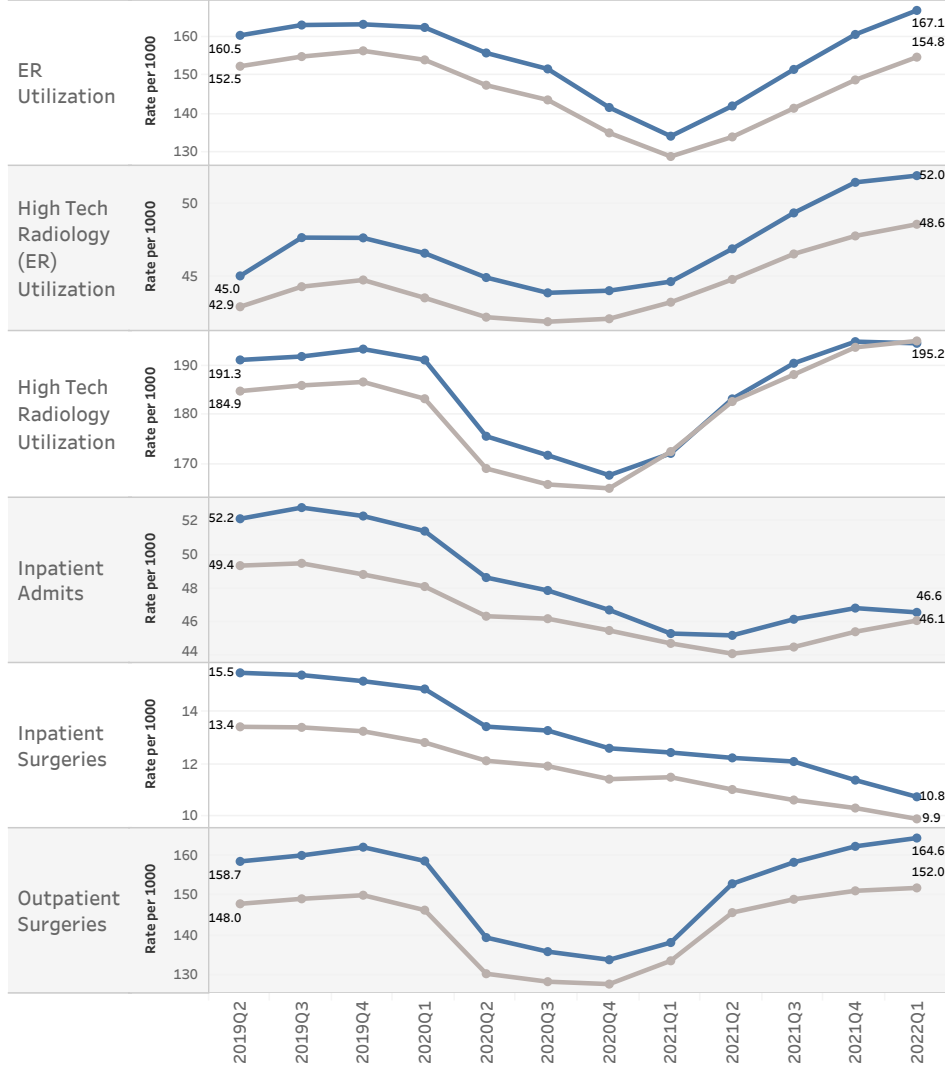 ER
Utilization
Rate per 1000
160
150
140
130
160.5
152.5
167.1
154.8
High Tech
Radiology
(ER)
Utilization
Rate per 1000
50
45
45.0
42.9
52.0
48.6
High Tech
Radiology
Utilization
Rate per 1000
190
180
170
191.3
184.9
195.2
Inpatient
Admits
Rate per 1000
52
50
48
46
44
52.2
49.4
46.6
46.1
Inpatient
Surgeries
Rate per 1000
14
12
10
15.5
13.4
10.8
9.9
Outpatient
Surgeries
Rate per 1000
160
150
140
130
158.7
148.0
164.6
152.0
2019Q2
2019Q3
2019Q4
2020Q1
2020Q2
2020Q3
2020Q4
2021Q1
2021Q2
2021Q3
2021Q4
2022Q1